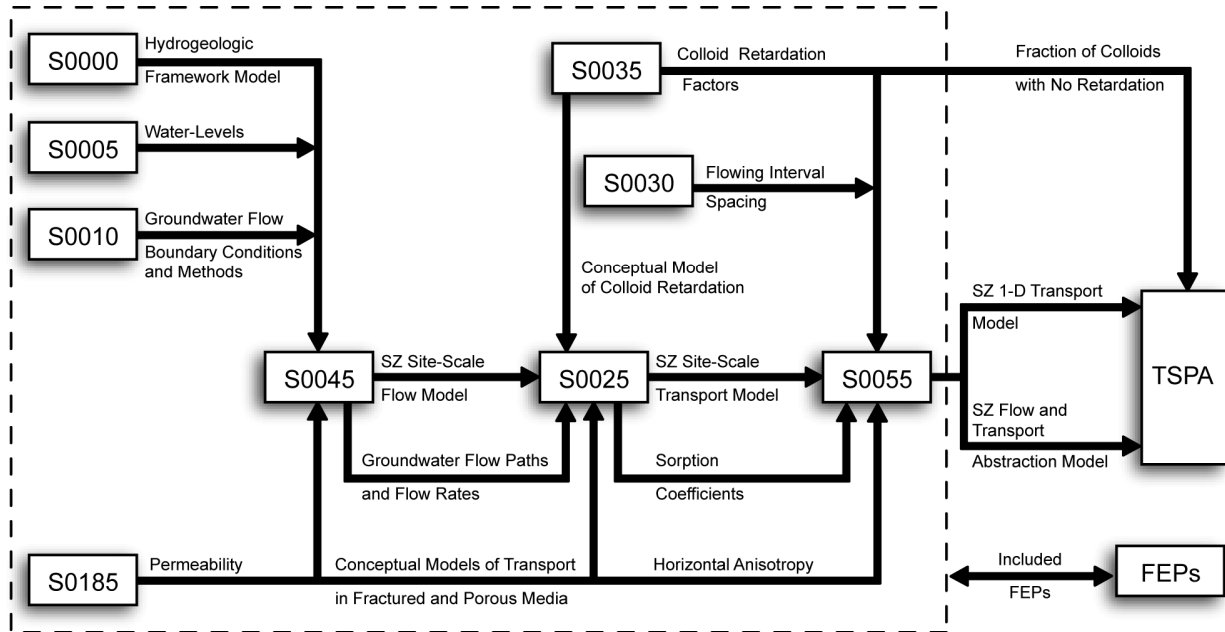 S0000
Hydrogeologic
Framework Model
S0035
Colloid Retardation
Factors
Fraction of Colloids
with No Retardation
S0005
Water-Levels
S0030
Flowing Interval
Spacing
S0010
Groundwater Flow
Boundary Conditions
and Methods
Conceptual Model
of Colloid Retardation
SZ 1-D Transport
Model
S0045
SZ Site-Scale
Flow Model
S0025
SZ Site-Scale
Transport Model
S0055
TSPA
SZ Flow and
Transport
Abstraction Model
Groundwater Flow Paths
and Flow Rates
Sorption
Coefficients
S0185
Permeability
Conceptual Models of Transport
in Fractured and Porous Media
Horizontal Anisotropy
Included
FEPs
FEPs